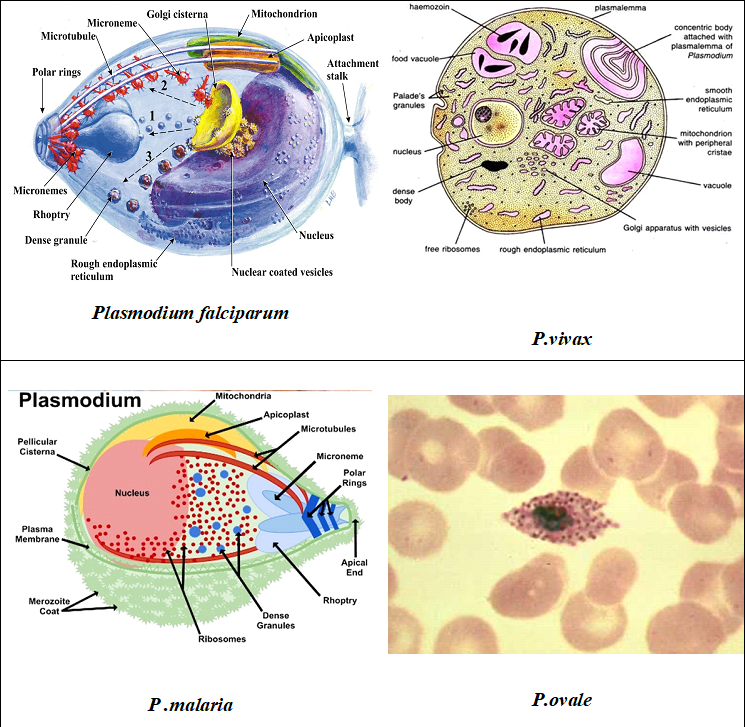 Golgi cisterna
Mitochondrion
Microneme
Apicoplast
Microtubule
Attachment
stalk
Polar rings
2
1
3
Micronemes
Rhoptry
Dense granule
Nucleus
Rough endoplasmic
reticulum
Nuclear coated vesicles
Plasmodium falciparum
haemozoin
plasmalemma
concentric body
attached with
plasmalemma of
Plasmodium
food vacuole
Palade's
granules
smooth
endoplasmic
reticulum
mitochondrion
with peripheral
cristae
nucleus
dense
body
vacuole
Golgi apparatus with vesicles
free ribosomes
rough endoplasmic reticulum
P.vivax
Plasmodium
Mitochondria
Apicoplast
Microtubules
Pellicular
Cisterna
Microneme
Polar
Rings
Nucleus
Plasma
Membrane
Apical
End
Merozoite
Coat
Rhoptry
Dense
Granules
Ribosomes
P .malaria
P.ovale